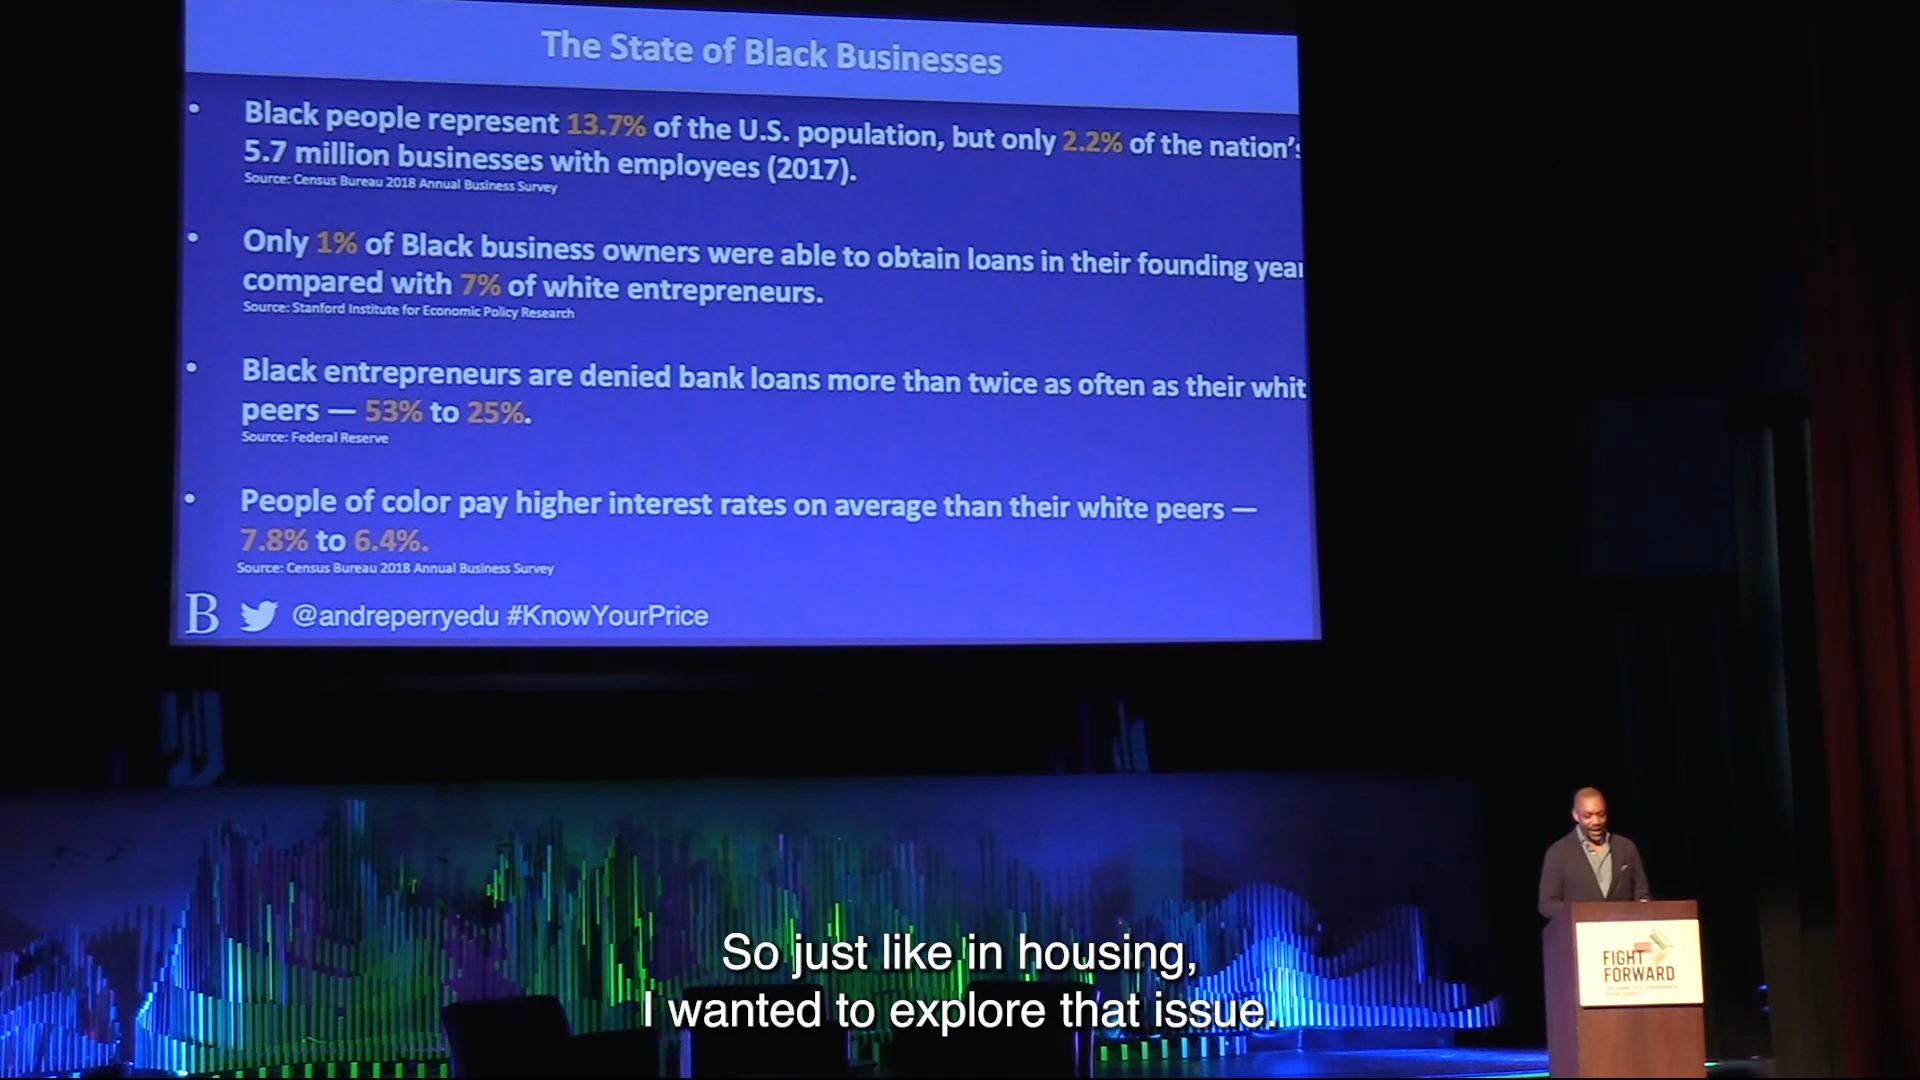 The State of Black Businesses
• Black people represent 13.7% of the U.S. population, but only 2.2% of the nation's
5.7 million businesses with employees (2017).
Source: Census Bureau 2018 Annual Business Survey
• Only 1% of Black business owners were able to obtain loans in their founding year
compared with 7% of white entrepreneurs.
Source: Stanford Institute for Economic Policy Research
• Black entrepreneurs are denied bank loans more than twice as often as their whit
peers — 53% to 25%.
Source: Federal Reserve
• People of color pay higher interest rates on average than their white peers —
7.8% to 6.4%.
Source: Census Bureau 2018 Annual Business Survey
B @andreperryedu #KnowYourPrice
FIGHT
FORWARD
So just like in housing,
I wanted to explore that issue.